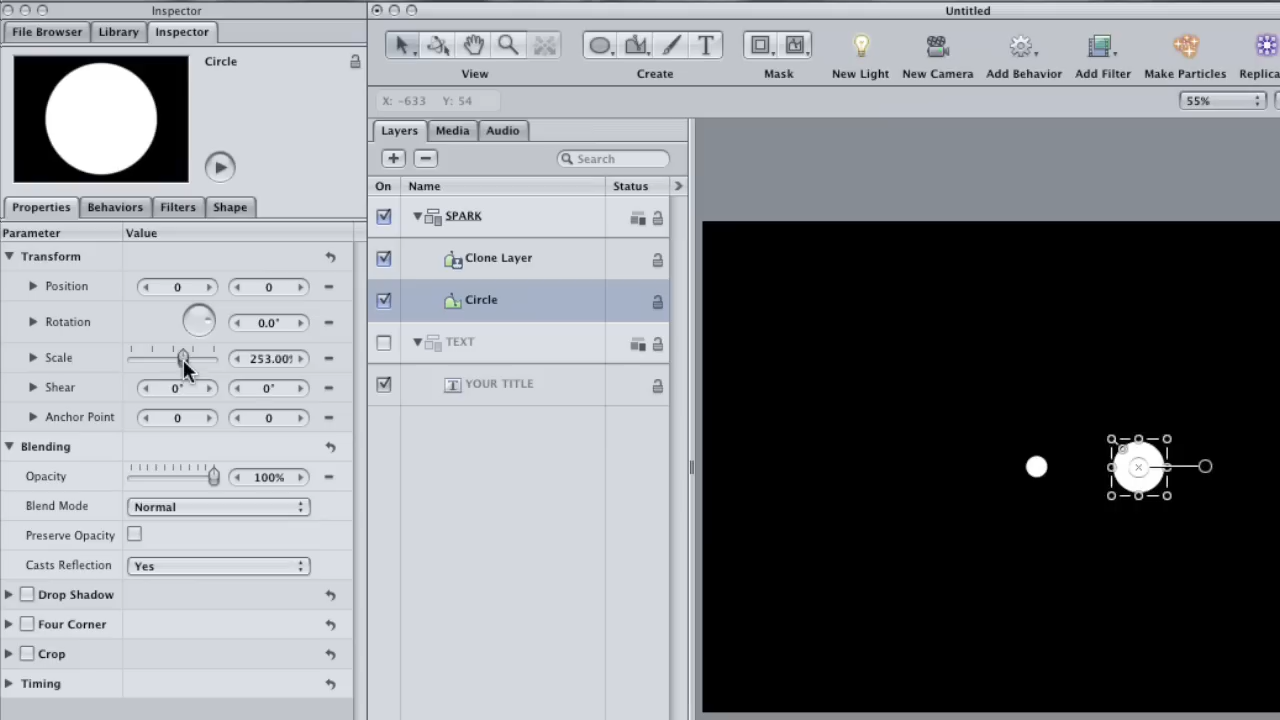 Inspector
Untitled
File Browser
Library
Inspector
Circle
View
Create
Mask
New Light
New Camera
Add Behavior
Add Filter
Make Particles
X: -633 Y: 54
55%
Layers
Media
Audio
Search
On
Name
Status
SPARK
Clone Layer
Circle
TEXT
YOUR TITLE
Properties
Behaviors
Filters
Shape
Parameter
Value
Transform
Position
0
0
Rotation
0.0°
Scale
253.00
Shear
0°
0°
Anchor Point
0
0
Blending
Opacity
100%
Blend Mode
Normal
Preserve Opacity
Casts Reflection
Yes
Drop Shadow
Four Corner
Crop
Timing